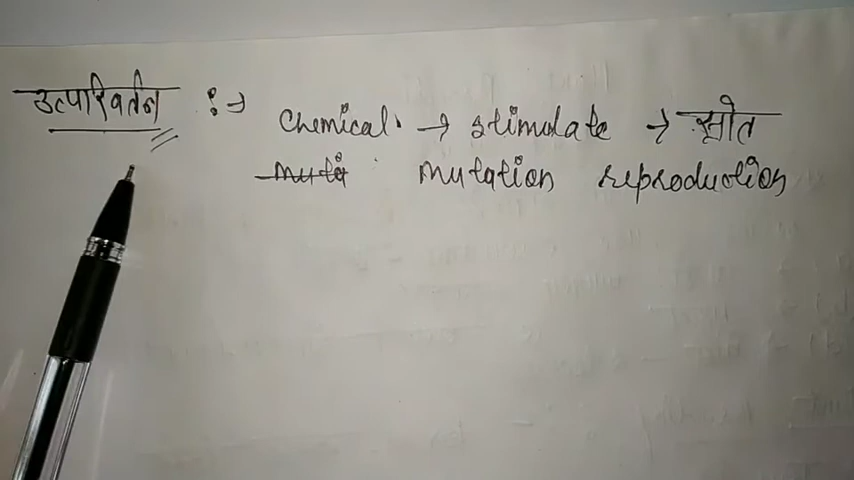 उत्परिवर्तन :→ Chemical. → stimulate → स्रोत
mutation reproduction